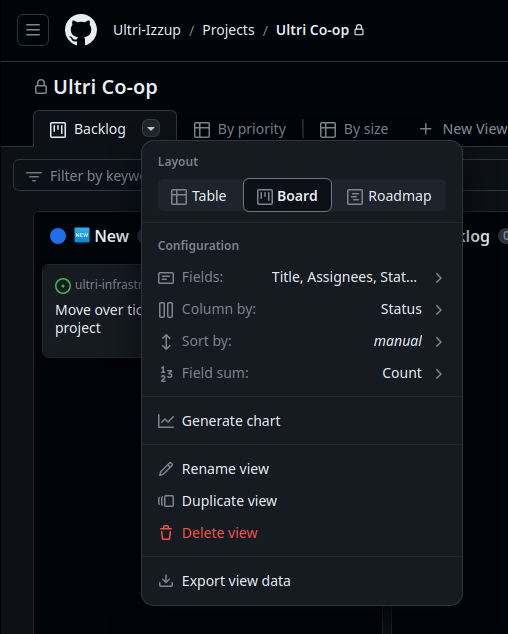 Ultri-Izzup / Projects / Ultri Co-op
Ultri Co-op
Backlog
By priority
By size
+ New View
Filter by keyw
Layout
Table
Board
Roadmap
NEW New
klog 0
ultri-infrastr
Move over tic
project
Configuration
Fields: Title, Assignees, Stat...
Column by: Status
Sort by: manual
Field sum: Count
Generate chart
Rename view
Duplicate view
Delete view
Export view data